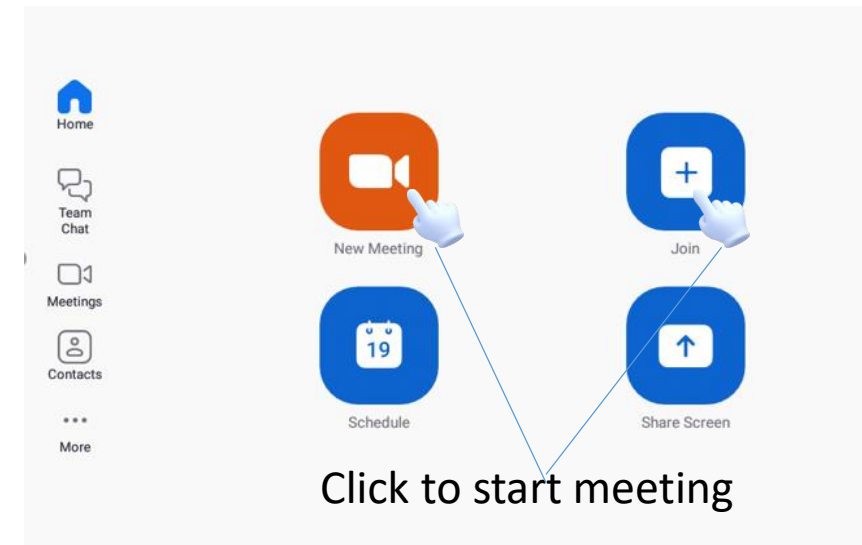 Home
Team
Chat
Meetings
Contacts
More
New Meeting
Join
19
Schedule
Share Screen
Click to start meeting